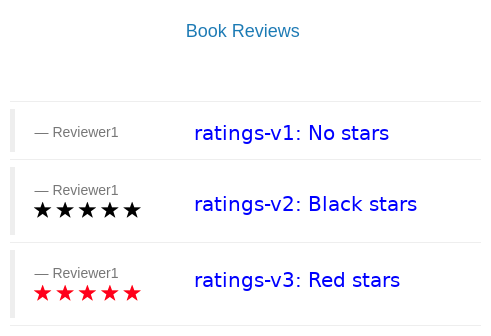 Book Reviews
— Reviewer1
ratings-v1: No stars
— Reviewer1
★★★★★
ratings-v2: Black stars
— Reviewer1
★★★★★
ratings-v3: Red stars